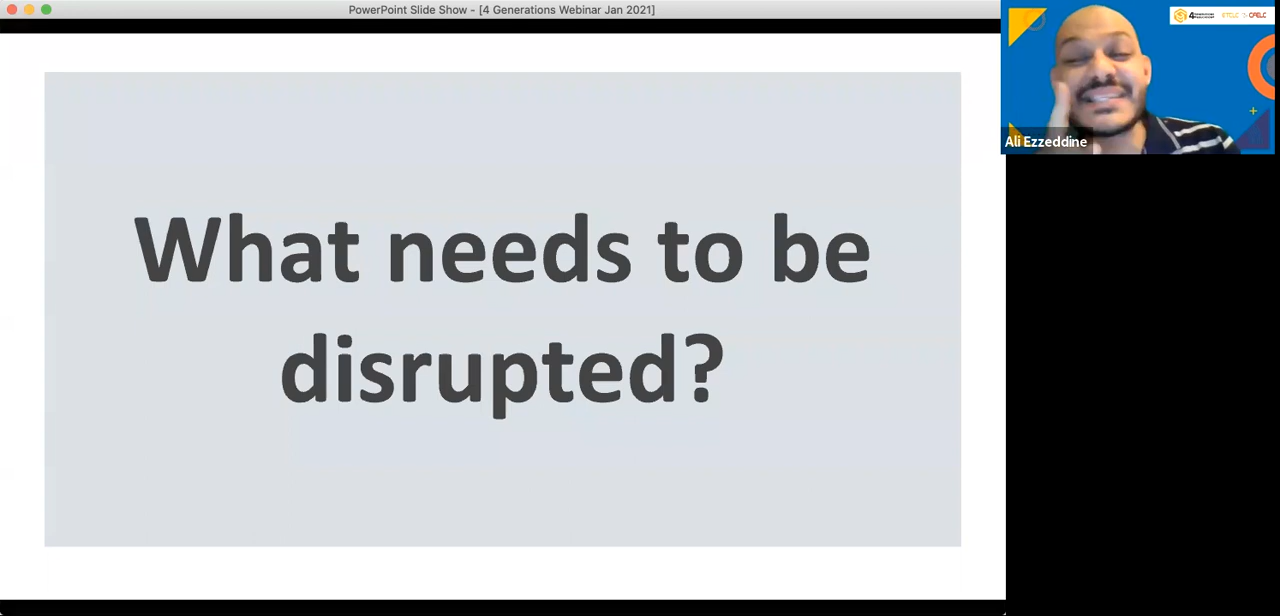 PowerPoint Slide Show - [4 Generations Webinar Jan 2021]
What needs to be
disrupted?
Ali Ezzeddine